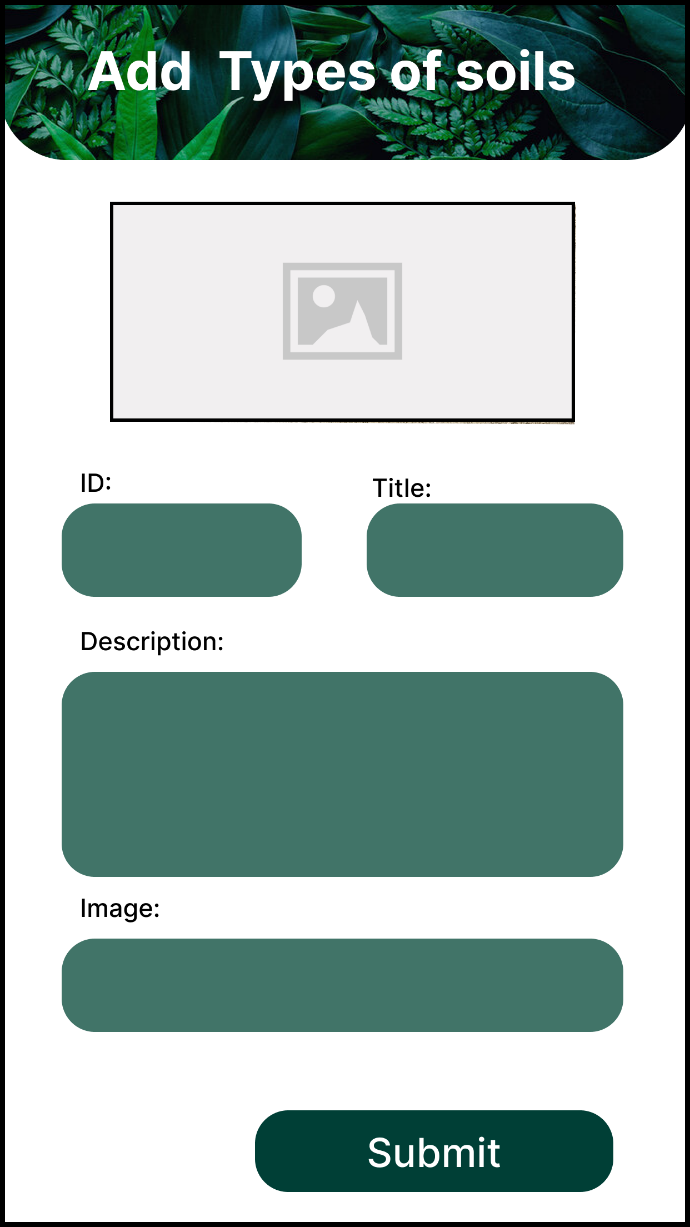 Add Types of soils
ID:
Title:
Description:
Image:
Submit